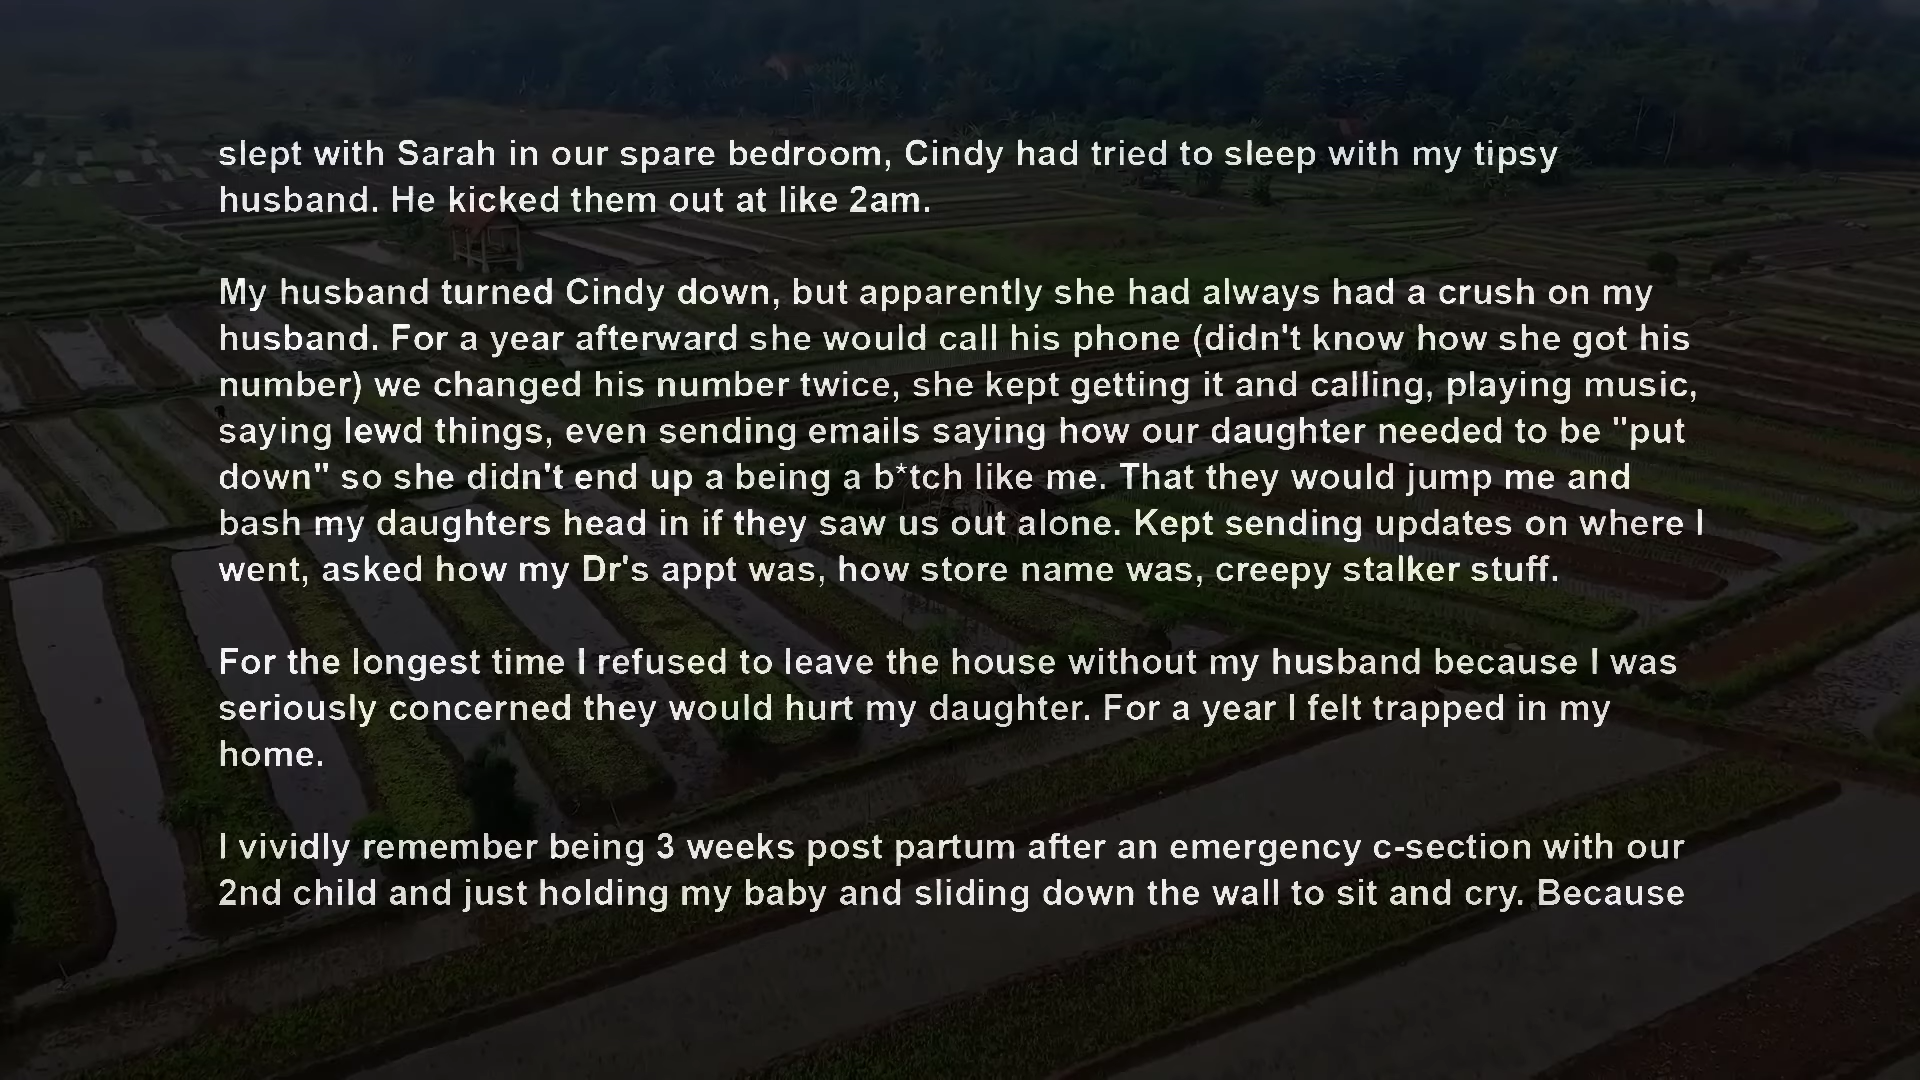 slept with Sarah in our spare bedroom, Cindy had tried to sleep with my tipsy
husband. He kicked them out at like 2am.
My husband turned Cindy down, but apparently she had always had a crush on my
husband. For a year afterward she would call his phone (didn't know how she got his
number) we changed his number twice, she kept getting it and calling, playing music,
saying lewd things, even sending emails saying how our daughter needed to be "put
down" so she didn't end up a being a b*tch like me. That they would jump me and
bash my daughters head in if they saw us out alone. Kept sending updates on where I
went, asked how my Dr's appt was, how store name was, creepy stalker stuff.
For the longest time I refused to leave the house without my husband because I was
seriously concerned they would hurt my daughter. For a year I felt trapped in my
home.
I vividly remember being 3 weeks post partum after an emergency c-section with our
2nd child and just holding my baby and sliding down the wall to sit and cry. Because